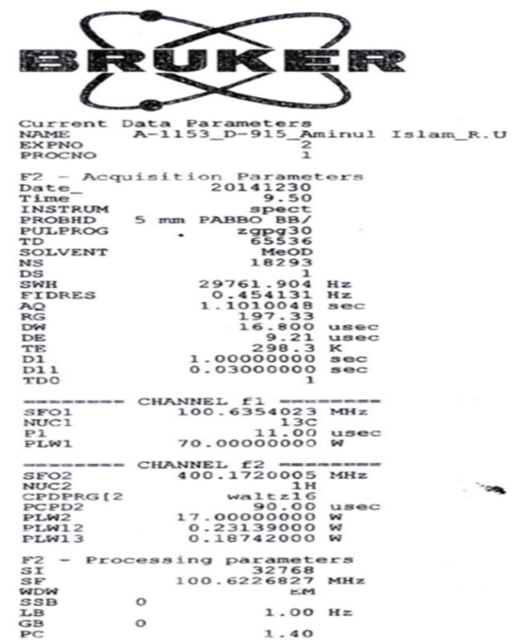 BRUKER
Current Data Parameters
NAME A-1153_D-915_Aminul Islam_R.U
EXPNO 2
PROCNO 1
F2 - Acquisition Parameters
Date_ 20141230
Time 9.50
INSTRUM spect
PROBHD 5 mm PABBO BB/
PULPROG zgpg30
TD 65536
SOLVENT MeOD
NS 18293
DS 1
SWH 29761.904 Hz
FIDRES 0.454131 Hz
AQ 1.1010048 sec
RG 197.33
DW 16.800 usec
DE 9.21 usec
TE 298.3 K
D1 1.00000000 sec
D11 0.03000000 sec
TD0 1
======== CHANNEL f1 ========
SFO1 100.6354023 MHz
NUC1 13C
P1 11.00 usec
PLW1 70.00000000 W
======== CHANNEL f2 ========
SFO2 400.1720005 MHz
NUC2 1H
CPDPRG[2 waltz16
PCPD2 90.00 usec
PLW2 17.00000000 W
PLW12 0.23139000 W
PLW13 0.18742000 W
F2 - Processing parameters
SI 32768
SF 100.6226827 MHz
WDW EM
SSB 0
LB 1.00 Hz
GB 0
PC 1.40